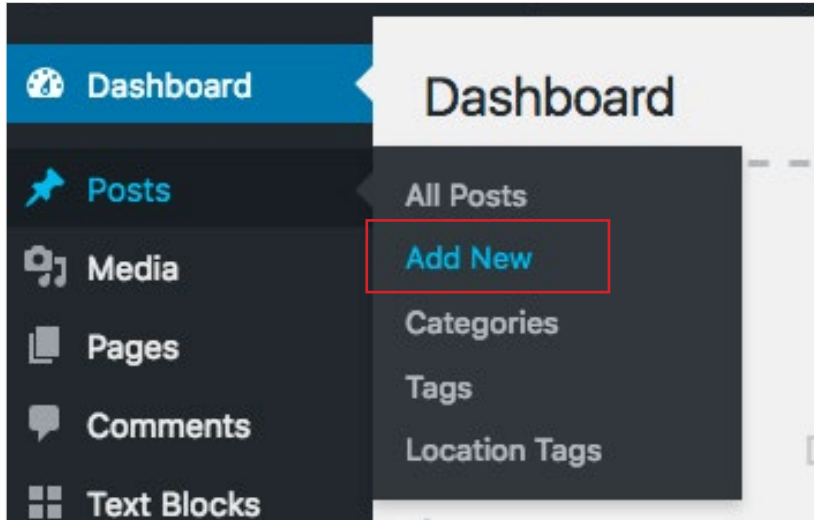 Dashboard
Dashboard
Posts
All Posts
Add New
Categories
Tags
Location Tags
Media
Pages
Comments
Text Blocks